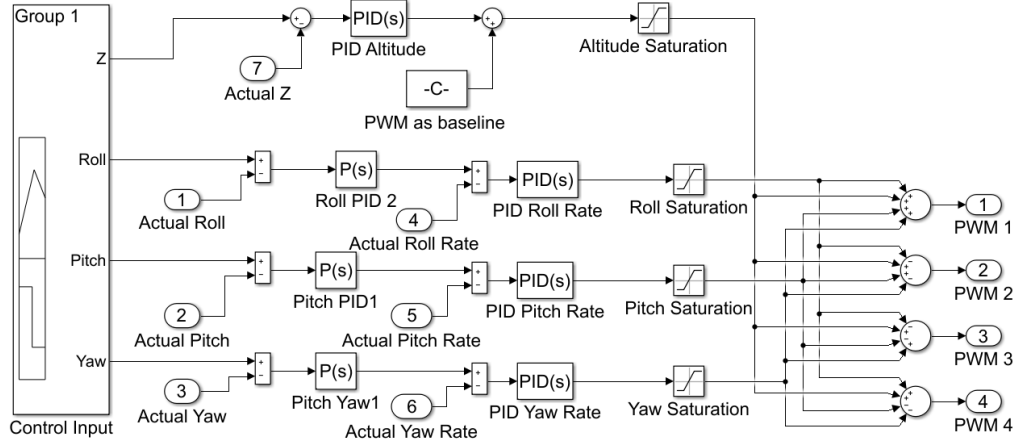 Group 1
Z
7
Actual Z
PID(s)
PID Altitude
-C-
PWM as baseline
Altitude Saturation
Roll
1
Actual Roll
P(s)
Roll PID 2
4
Actual Roll Rate
PID(s)
PID Roll Rate
Roll Saturation
1
PWM 1
Pitch
2
Actual Pitch
P(s)
Pitch PID1
5
Actual Pitch Rate
PID(s)
PID Pitch Rate
Pitch Saturation
2
PWM 2
3
PWM 3
Yaw
3
Actual Yaw
P(s)
Pitch Yaw1
6
Actual Yaw Rate
PID(s)
PID Yaw Rate
Yaw Saturation
4
PWM 4
Control Input